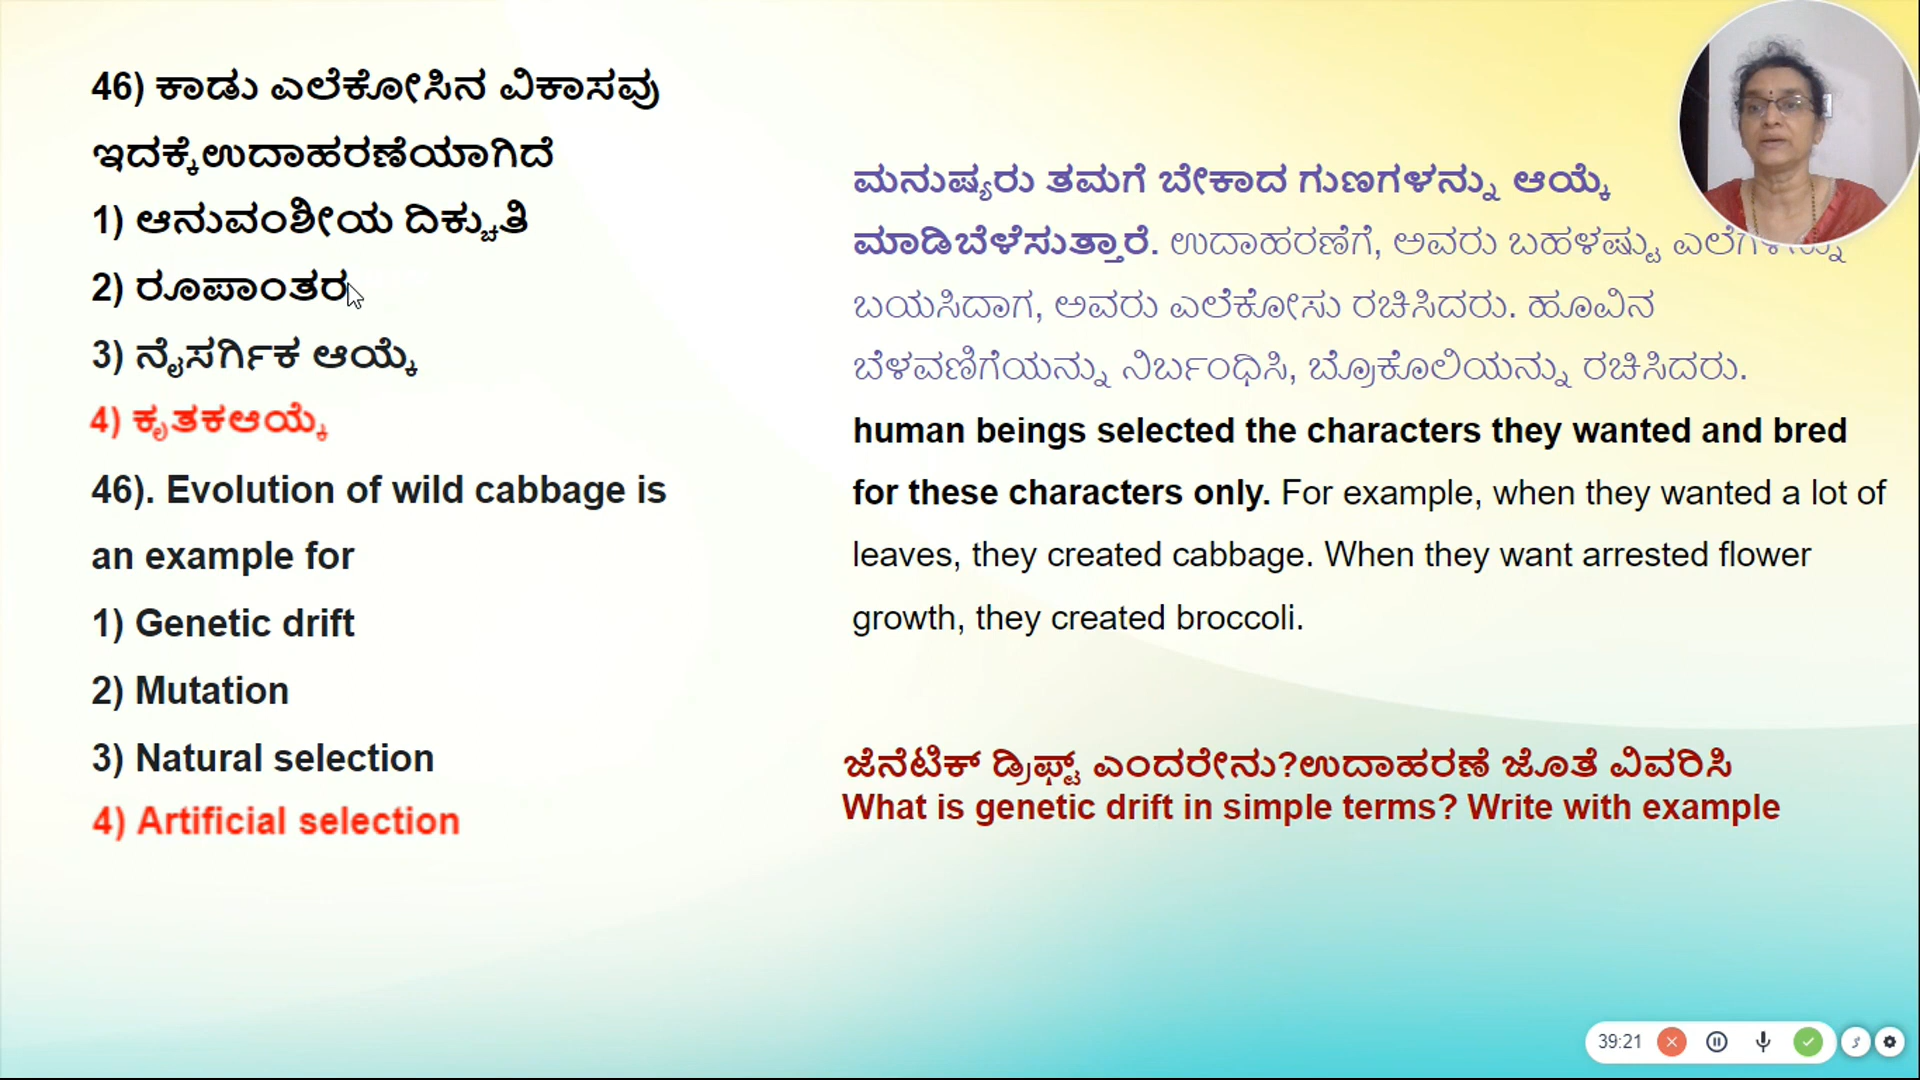 46) ಕಾಡು ಎಲೆಕೋಸಿನ ವಿಕಾಸವು
ಇದಕ್ಕೆಉದಾಹರಣೆಯಾಗಿದೆ
1) ಆನುವಂಶೀಯ ದಿಕ್ಚ್ಯುತಿ
2) ರೂಪಾಂತರ
3) ನೈಸರ್ಗಿಕ ಆಯ್ಕೆ
4) ಕೃತಕಆಯ್ಕೆ
46). Evolution of wild cabbage is
an example for
1) Genetic drift
2) Mutation
3) Natural selection
4) Artificial selection
ಮನುಷ್ಯರು ತಮಗೆ ಬೇಕಾದ ಗುಣಗಳನ್ನು ಆಯ್ಕೆ
ಮಾಡಿಬೆಳೆಸುತ್ತಾರೆ. ಉದಾಹರಣೆಗೆ, ಅವರು ಬಹಳಷ್ಟು ಎಲೆಗಳನ್ನು
ಬಯಸಿದಾಗ, ಅವರು ಎಲೆಕೋಸು ರಚಿಸಿದರು. ಹೂವಿನ
ಬೆಳವಣಿಗೆಯನ್ನು ನಿರ್ಬಂಧಿಸಿ, ಬ್ರೊಕೊಲಿಯನ್ನು ರಚಿಸಿದರು.
human beings selected the characters they wanted and bred
for these characters only. For example, when they wanted a lot of
leaves, they created cabbage. When they want arrested flower
growth, they created broccoli.
ಜೆನೆಟಿಕ್ ಡ್ರಿಫ್ಟ್ ಎಂದರೇನು?ಉದಾಹರಣೆ ಜೊತೆ ವಿವರಿಸಿ
What is genetic drift in simple terms? Write with example
39:21